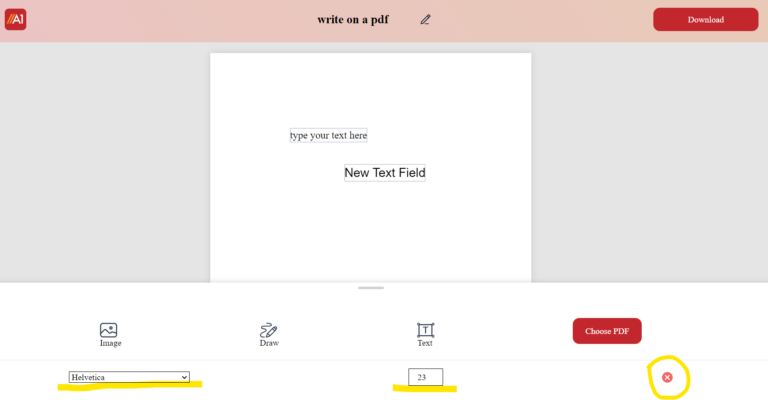 //A1
write on a pdf
Download
type your text here
New Text Field
Image
Draw
Text
Choose PDF
Helvetica
23